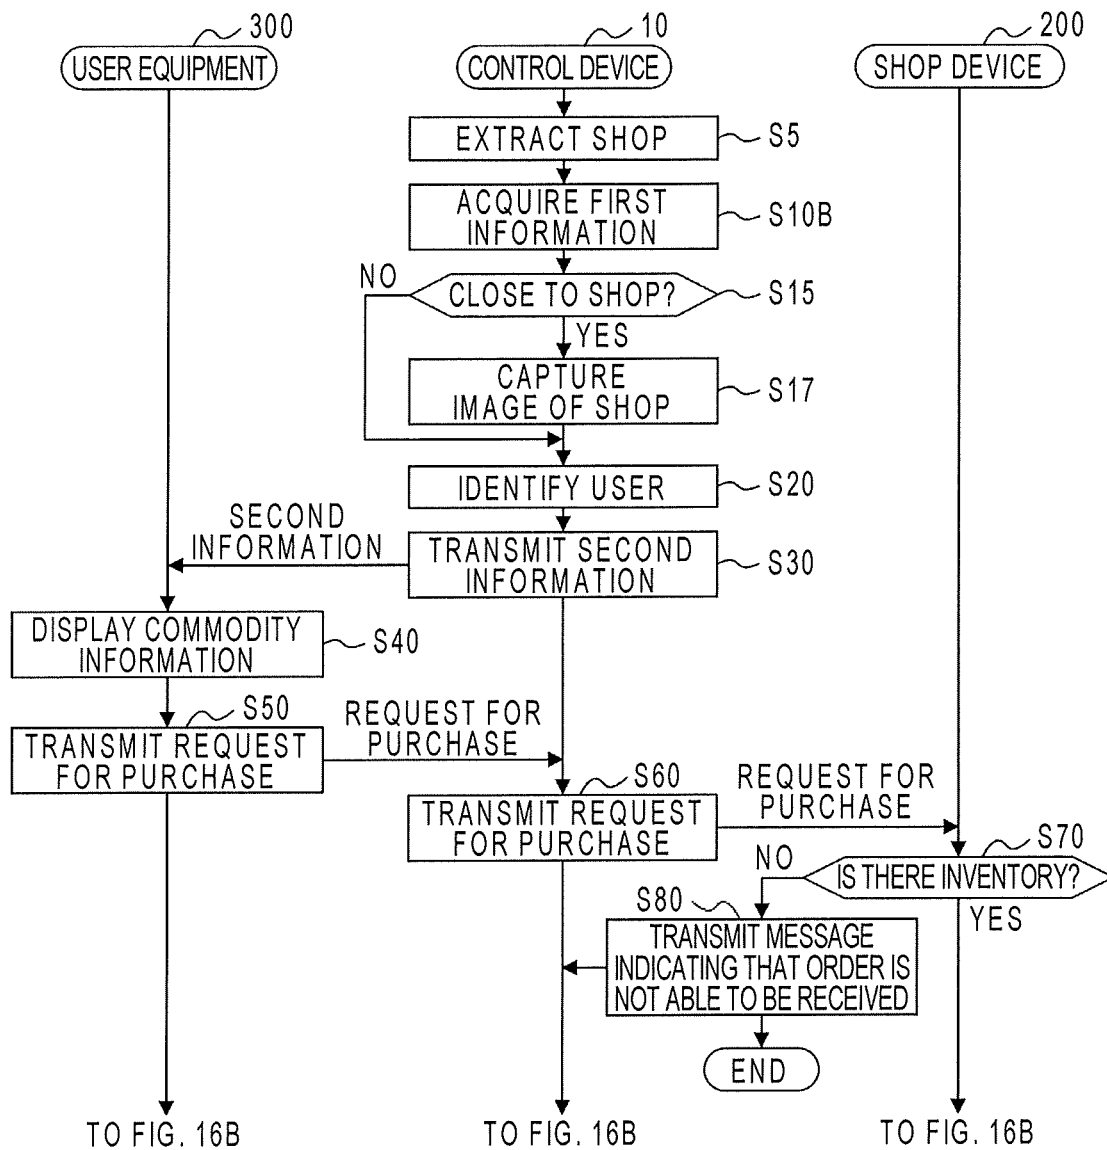 300
10
200
USER EQUIPMENT
CONTROL DEVICE
SHOP DEVICE
EXTRACT SHOP
S5
ACQUIRE FIRST
INFORMATION
S10B
NO
CLOSE TO SHOP?
S15
YES
CAPTURE
IMAGE OF SHOP
S17
IDENTIFY USER
S20
SECOND
INFORMATION
TRANSMIT SECOND
INFORMATION
S30
DISPLAY COMMODITY
INFORMATION
S40
S50
TRANSMIT REQUEST
FOR PURCHASE
REQUEST FOR
PURCHASE
S60
TRANSMIT REQUEST
FOR PURCHASE
REQUEST FOR
PURCHASE
S70
NO
IS THERE INVENTORY?
YES
S80
TRANSMIT MESSAGE
INDICATING THAT ORDER IS
NOT ABLE TO BE RECEIVED
END
TO FIG. 16B
TO FIG. 16B
TO FIG. 16B